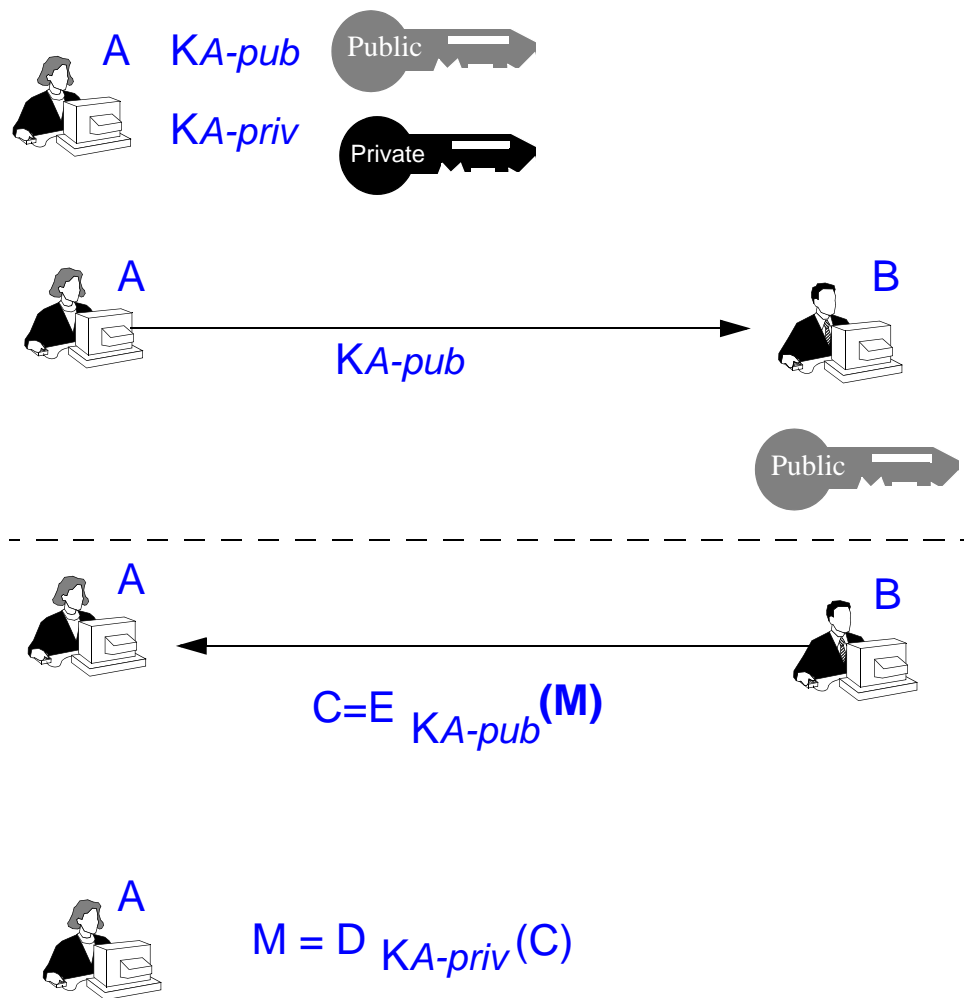 A KA-pub Public
KA-priv Private
A B
KA-pub
Public
A B
C=E KA-pub(M)
A
M = D KA-priv(C)